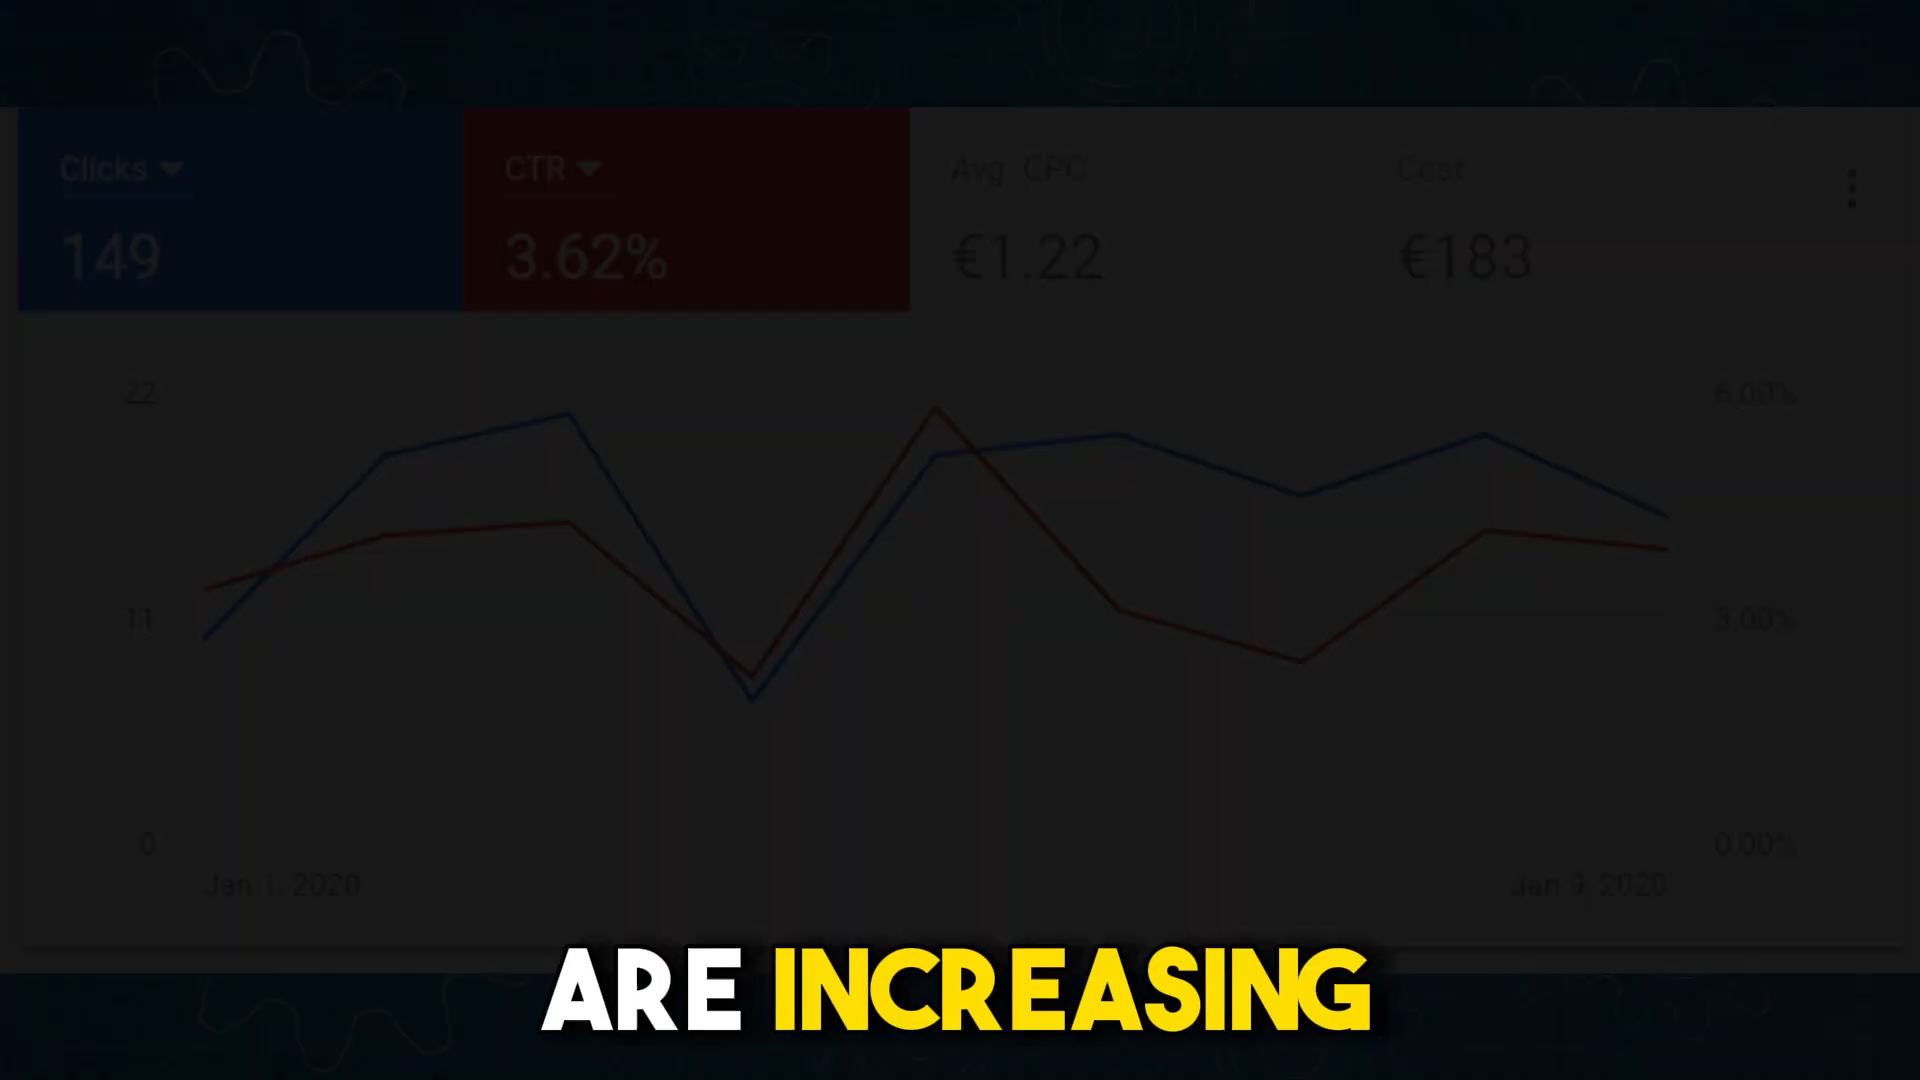 Clicks CTR Avg. CPC Cost
149 3.62% €1.22 €183
22 6.00%
11 3.00%
0 0.00%
Jan 1, 2020 Jan 9, 2020
ARE INCREASING